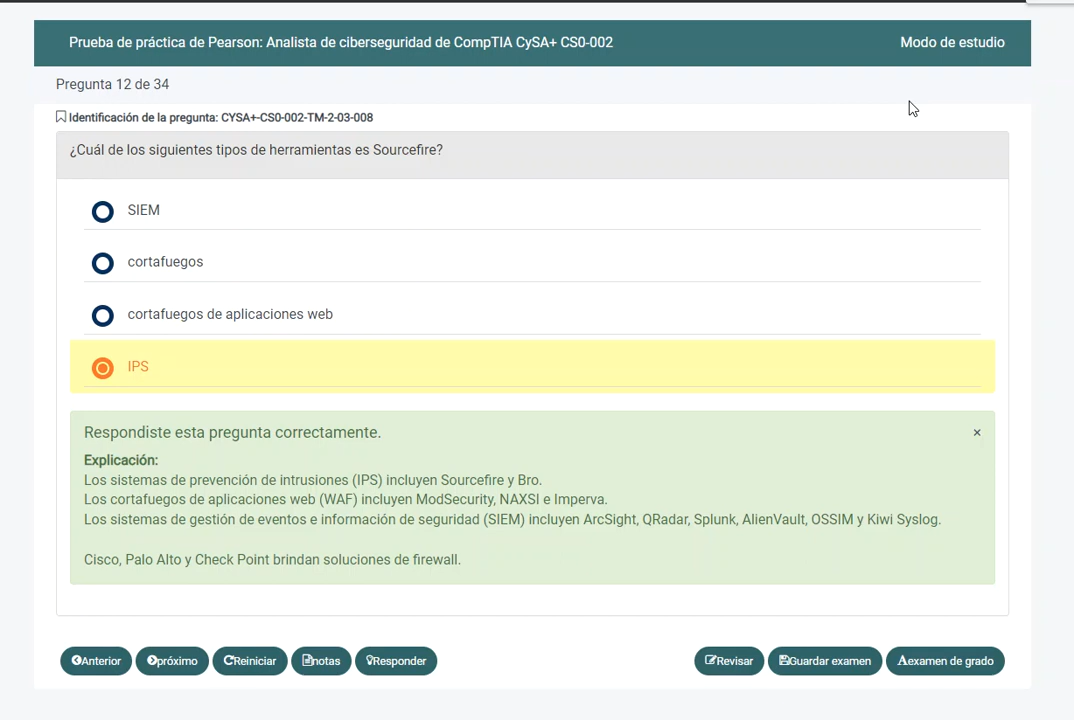 Prueba de práctica de Pearson: Analista de ciberseguridad de CompTIA CySA+ CS0-002
Modo de estudio
Pregunta 12 de 34
Identificación de la pregunta: CYSA+-CS0-002-TM-2-03-008
¿Cuál de los siguientes tipos de herramientas es Sourcefire?
SIEM
cortafuegos
cortafuegos de aplicaciones web
IPS
Respondiste esta pregunta correctamente.
×
Explicación:
Los sistemas de prevención de intrusiones (IPS) incluyen Sourcefire y Bro.
Los cortafuegos de aplicaciones web (WAF) incluyen ModSecurity, NAXSI e Imperva.
Los sistemas de gestión de eventos e información de seguridad (SIEM) incluyen ArcSight, QRadar, Splunk, AlienVault, OSSIM y Kiwi Syslog.
Cisco, Palo Alto y Check Point brindan soluciones de firewall.
Anterior
próximo
Reiniciar
notas
Responder
Revisar
Guardar examen
examen de grado